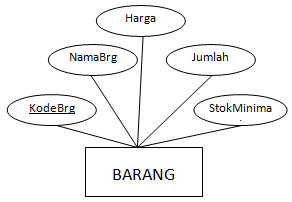 Harga
NamaBrg
Jumlah
KodeBrg
StokMinima
BARANG